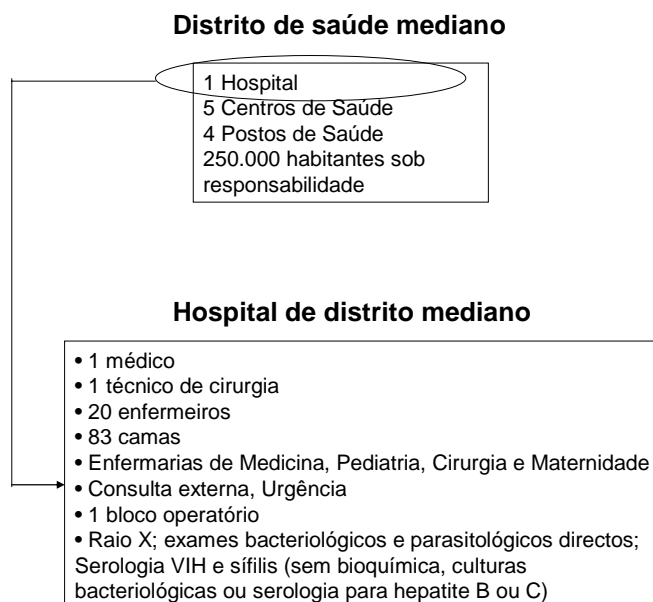 Distrito de saúde mediano
1 Hospital
5 Centros de Saúde
4 Postos de Saúde
250.000 habitantes sob
responsabilidade
Hospital de distrito mediano
• 1 médico
• 1 técnico de cirurgia
• 20 enfermeiros
• 83 camas
• Enfermarias de Medicina, Pediatria, Cirurgia e Maternidade
• Consulta externa, Urgência
• 1 bloco operatório
• Raio X; exames bacteriológicos e parasitológicos directos;
Serologia VIH e sífilis (sem bioquímica, culturas
bacteriológicas ou serologia para hepatite B ou C)